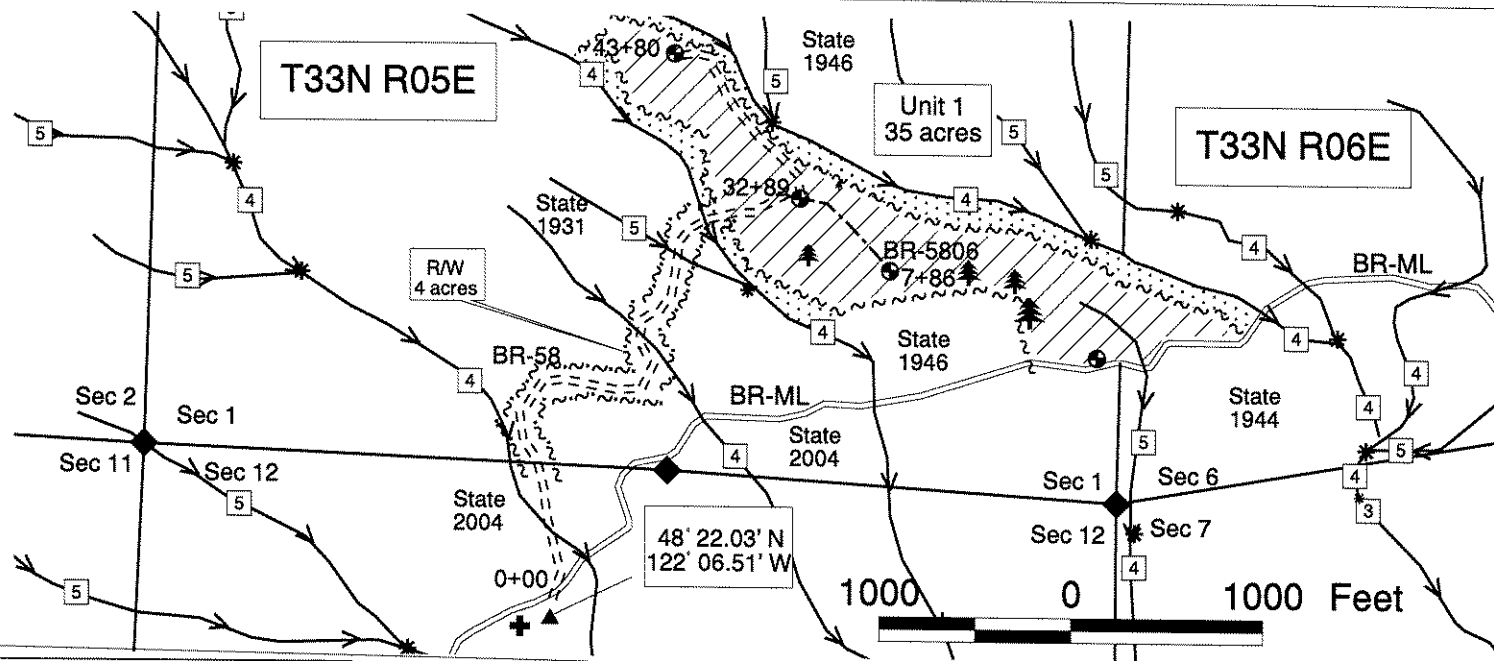 5
T33N R05E
43+80
4
State
1946
5
Unit 1
35 acres
5
T33N R06E
5
5
4
32+89
4
4
State
1931
5
BR-5806
7+86
BR-ML
5
R/W
4 acres
4
State
1946
4
BR-58
4
BR-ML
State
1944
4
4
Sec 2
Sec 1
State
2004
4
5
5
Sec 11
Sec 12
5
State
2004
Sec 1
Sec 6
4
3
48° 22.03' N
122° 06.51' W
Sec 12
Sec 7
4
0+00
5
1000 0 1000 Feet